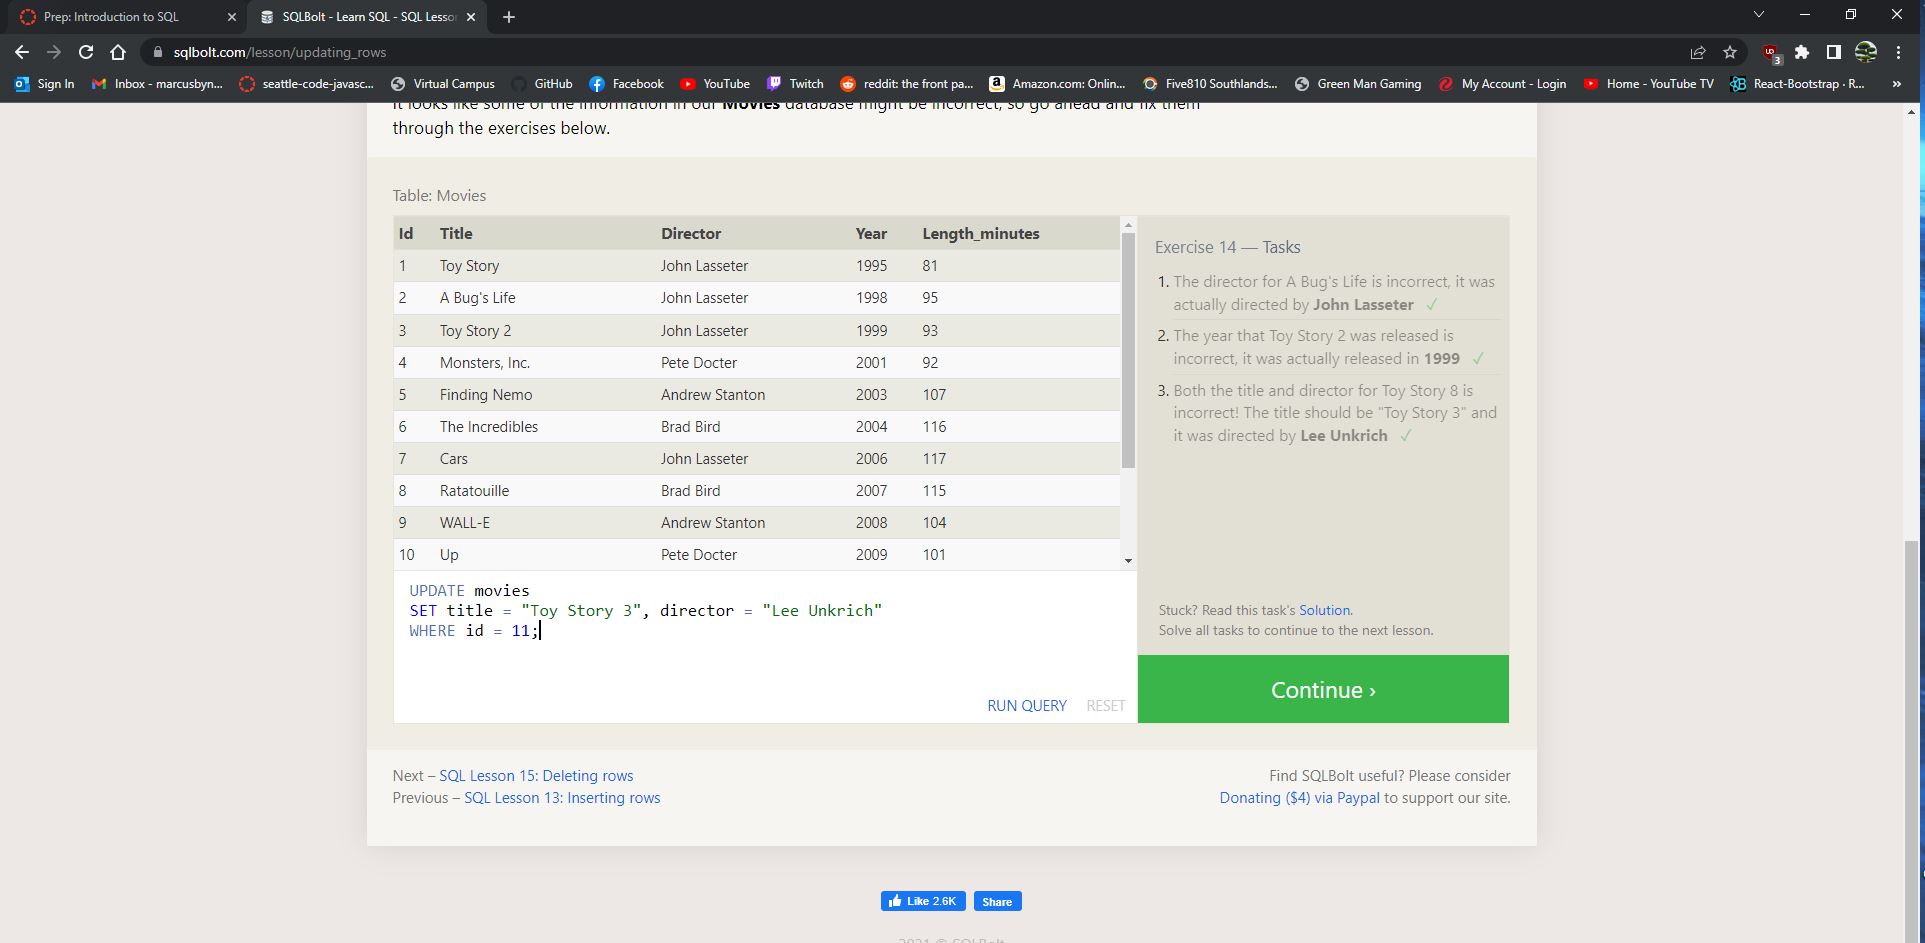 Prep: Introduction to SQL
SQLBolt - Learn SQL - SQL Lesson
sqlbolt.com/lesson/updating_rows
Sign In
Inbox - marcusbyn...
seattle-code-javasc...
Virtual Campus
GitHub
Facebook
YouTube
Twitch
reddit: the front pa...
Amazon.com: Onlin...
Five810 Southlands...
Green Man Gaming
My Account - Login
Home - YouTube TV
React-Bootstrap · R...
»
It looks like some of the information in our Movies database might be incorrect, so go ahead and fix them
through the exercises below.
Table: Movies
Id Title Director Year Length_minutes
1 Toy Story John Lasseter 1995 81
2 A Bug's Life John Lasseter 1998 95
3 Toy Story 2 John Lasseter 1999 93
4 Monsters, Inc. Pete Docter 2001 92
5 Finding Nemo Andrew Stanton 2003 107
6 The Incredibles Brad Bird 2004 116
7 Cars John Lasseter 2006 117
8 Ratatouille Brad Bird 2007 115
9 WALL-E Andrew Stanton 2008 104
10 Up Pete Docter 2009 101
UPDATE movies
SET title = "Toy Story 3", director = "Lee Unkrich"
WHERE id = 11;
RUN QUERY RESET
Exercise 14 — Tasks
1. The director for A Bug's Life is incorrect, it was
actually directed by John Lasseter ✓
2. The year that Toy Story 2 was released is
incorrect, it was actually released in 1999 ✓
3. Both the title and director for Toy Story 8 is
incorrect! The title should be "Toy Story 3" and
it was directed by Lee Unkrich ✓
Stuck? Read this task's Solution.
Solve all tasks to continue to the next lesson.
Continue ›
Next – SQL Lesson 15: Deleting rows
Previous – SQL Lesson 13: Inserting rows
Find SQLBolt useful? Please consider
Donating ($4) via Paypal to support our site.
Like 2.6K
Share
2021 © SQLBolt